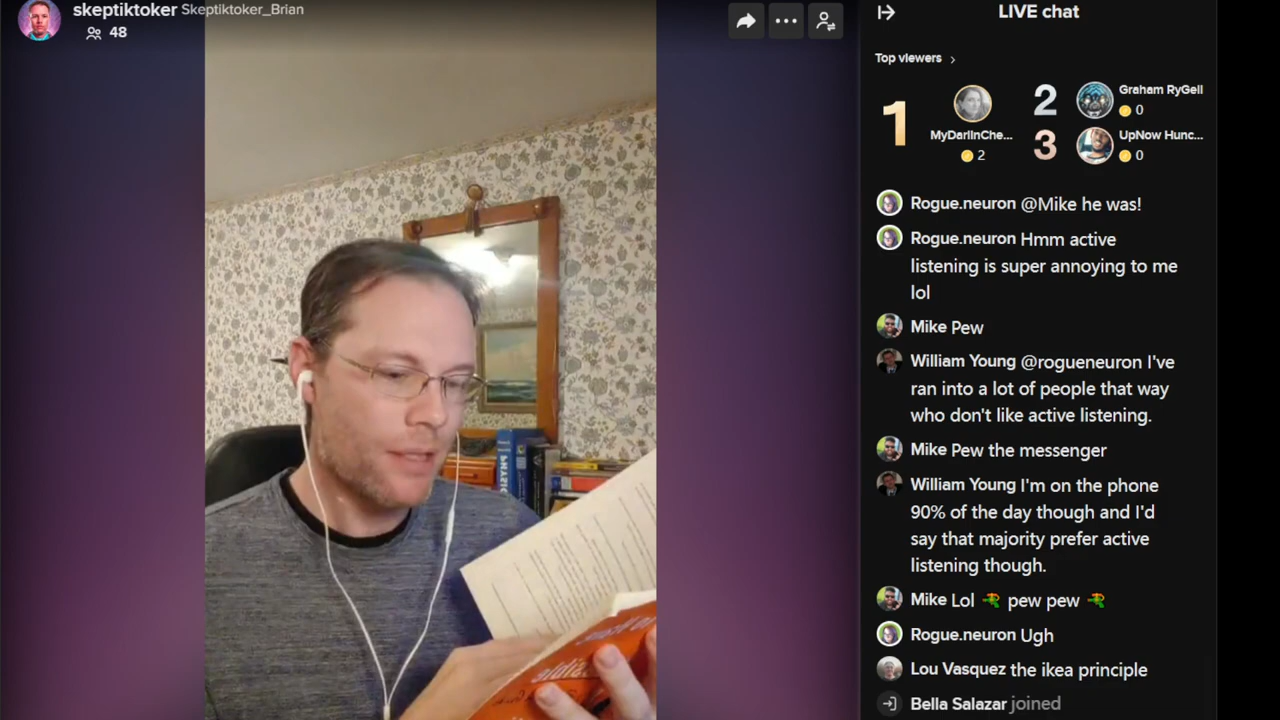 skeptiktoker Skeptiktoker_Brian
48
LIVE chat
Top viewers >
1
MyDarlinChe...
2
2
Graham RyGell
0
3
UpNow Hunc...
0
Rogue.neuron @Mike he was!
Rogue.neuron Hmm active
listening is super annoying to me
lol
Mike Pew
William Young @rogueneuron I've
ran into a lot of people that way
who don't like active listening.
Mike Pew the messenger
William Young I'm on the phone
90% of the day though and I'd
say that majority prefer active
listening though.
Mike Lol 🔫 pew pew 🔫
Rogue.neuron Ugh
Lou Vasquez the ikea principle
Bella Salazar joined
PHYSIC